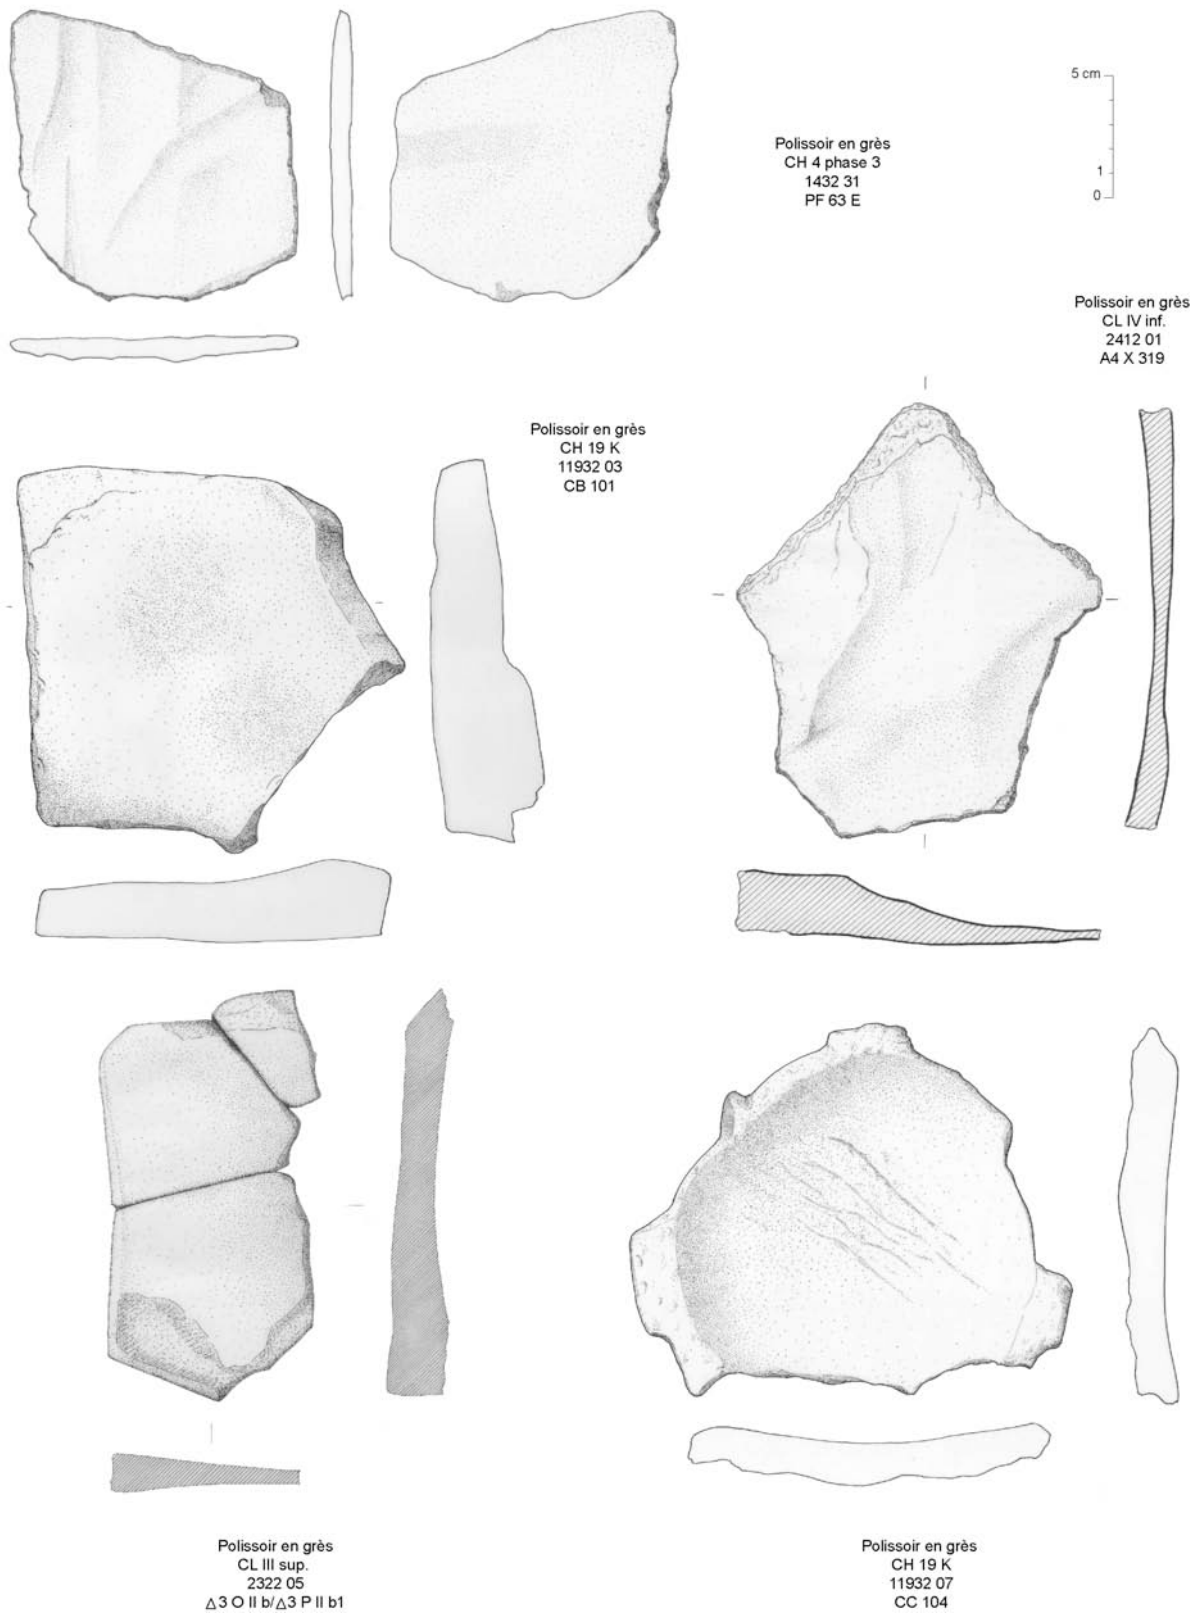 5 cm
1
0
Polissoir en grès
CH 4 phase 3
1432 31
PF 63 E
Polissoir en grès
CL IV inf.
2412 01
A4 X 319
Polissoir en grès
CH 19 K
11932 03
CB 101
Polissoir en grès
CL III sup.
2322 05
Δ3 O II b/Δ3 P II b1
Polissoir en grès
CH 19 K
11932 07
CC 104